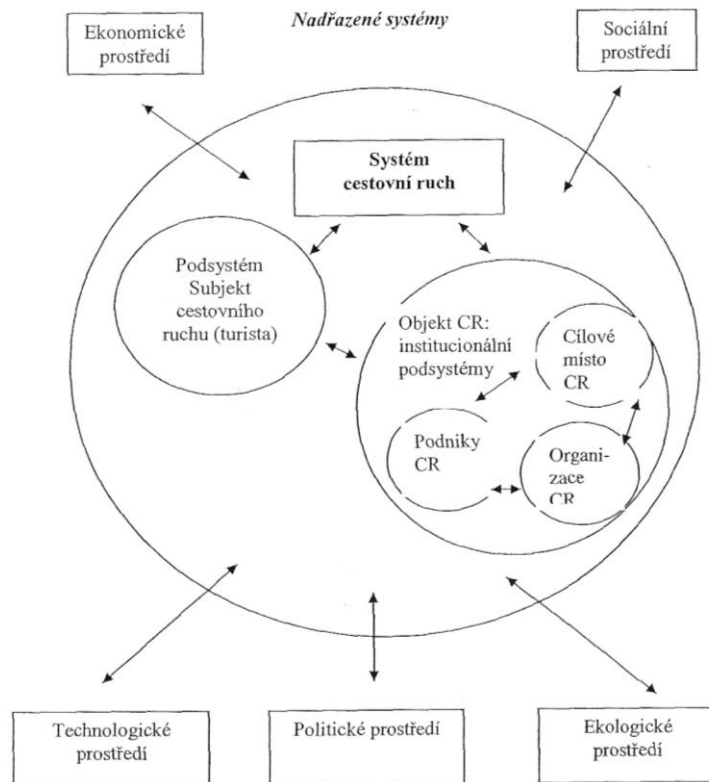 Nadřazené systémy
Ekonomické
prostředí
Sociální
prostředí
Systém
cestovní ruch
Podsystém
Subjekt
cestovního
ruchu (turista)
Objekt CR:
institucionální
podsystémy
Cílové
místo
CR
Podniky
CR
Organi-
zace
CR
Technologické
prostředí
Politické prostředí
Ekologické
prostředí